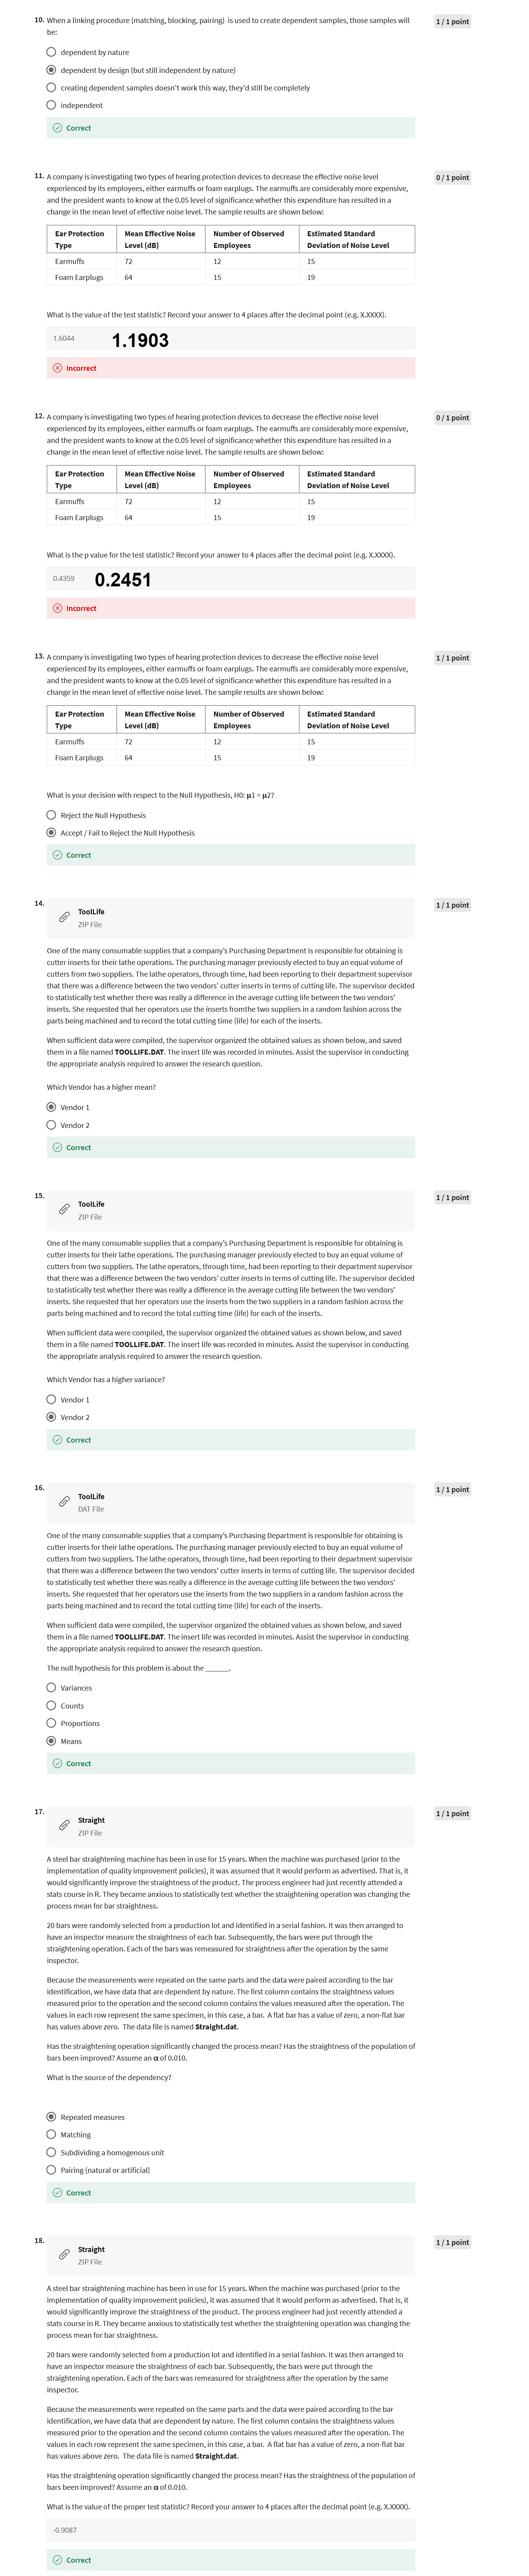 10. When a linking procedure (matching, blocking, pairing)  is used to create dependent samples, those samples will
be:
1 / 1 point
dependent by nature
dependent by design (but still independent by nature)
creating dependent samples doesn't work this way, they'd still be completely
independent
Correct
11. A company is investigating two types of hearing protection devices to decrease the effective noise level
experienced by its employees, either earmuffs or foam earplugs. The earmuffs are considerably more expensive,
and the president wants to know at the 0.05 level of significance whether this expenditure has resulted in a
change in the mean level of effective noise level. The sample results are shown below:
0 / 1 point
Ear Protection Type | Mean Effective Noise Level (dB) | Number of Observed Employees | Estimated Standard Deviation of Noise Level
Earmuffs 72 12 15
Foam Earplugs 64 15 19
What is the value of the test statistic? Record your answer to 4 places after the decimal point (e.g. X.XXXX).
1.6044 1.1903
Incorrect
12. A company is investigating two types of hearing protection devices to decrease the effective noise level
experienced by its employees, either earmuffs or foam earplugs. The earmuffs are considerably more expensive,
and the president wants to know at the 0.05 level of significance whether this expenditure has resulted in a
change in the mean level of effective noise level. The sample results are shown below:
0 / 1 point
Ear Protection Type | Mean Effective Noise Level (dB) | Number of Observed Employees | Estimated Standard Deviation of Noise Level
Earmuffs 72 12 15
Foam Earplugs 64 15 19
What is the p value for the test statistic? Record your answer to 4 places after the decimal point (e.g. X.XXXX).
0.4359 0.2451
Incorrect
13. A company is investigating two types of hearing protection devices to decrease the effective noise level
experienced by its employees, either earmuffs or foam earplugs. The earmuffs are considerably more expensive,
and the president wants to know at the 0.05 level of significance whether this expenditure has resulted in a
change in the mean level of effective noise level. The sample results are shown below:
1 / 1 point
Ear Protection Type | Mean Effective Noise Level (dB) | Number of Observed Employees | Estimated Standard Deviation of Noise Level
Earmuffs 72 12 15
Foam Earplugs 64 15 19
What is your decision with respect to the Null Hypothesis, H0: μ1 = μ2?
Reject the Null Hypothesis
Accept / Fail to Reject the Null Hypothesis
Correct
14. ToolLife
ZIP File
1 / 1 point
One of the many consumable supplies that a company's Purchasing Department is responsible for obtaining is
cutter inserts for their lathe operations. The purchasing manager previously elected to buy an equal volume of
cutters from two suppliers. The lathe operators, through time, had been reporting to their department supervisor
that there was a difference between the two vendors' cutter inserts in terms of cutting life. The supervisor decided
to statistically test whether there was really a difference in the average cutting life between the two vendors'
inserts. She requested that her operators use the inserts fromthe two suppliers in a random fashion across the
parts being machined and to record the total cutting time (life) for each of the inserts.
When sufficient data were compiled, the supervisor organized the obtained values as shown below, and saved
them in a file named TOOLLIFE.DAT. The insert life was recorded in minutes. Assist the supervisor in conducting
the appropriate analysis required to answer the research question.
Which Vendor has a higher mean?
Vendor 1
Vendor 2
Correct
15. ToolLife
ZIP File
1 / 1 point
One of the many consumable supplies that a company's Purchasing Department is responsible for obtaining is
cutter inserts for their lathe operations. The purchasing manager previously elected to buy an equal volume of
cutters from two suppliers. The lathe operators, through time, had been reporting to their department supervisor
that there was a difference between the two vendors' cutter inserts in terms of cutting life. The supervisor decided
to statistically test whether there was really a difference in the average cutting life between the two vendors'
inserts. She requested that her operators use the inserts from the two suppliers in a random fashion across the
parts being machined and to record the total cutting time (life) for each of the inserts.
When sufficient data were compiled, the supervisor organized the obtained values as shown below, and saved
them in a file named TOOLLIFE.DAT. The insert life was recorded in minutes. Assist the supervisor in conducting
the appropriate analysis required to answer the research question.
Which Vendor has a higher variance?
Vendor 1
Vendor 2
Correct
16. ToolLife
DAT File
1 / 1 point
One of the many consumable supplies that a company's Purchasing Department is responsible for obtaining is
cutter inserts for their lathe operations. The purchasing manager previously elected to buy an equal volume of
cutters from two suppliers. The lathe operators, through time, had been reporting to their department supervisor
that there was a difference between the two vendors' cutter inserts in terms of cutting life. The supervisor decided
to statistically test whether there was really a difference in the average cutting life between the two vendors'
inserts. She requested that her operators use the inserts from the two suppliers in a random fashion across the
parts being machined and to record the total cutting time (life) for each of the inserts.
When sufficient data were compiled, the supervisor organized the obtained values as shown below, and saved
them in a file named TOOLLIFE.DAT. The insert life was recorded in minutes. Assist the supervisor in conducting
the appropriate analysis required to answer the research question.
The null hypothesis for this problem is about the ______.
Variances
Counts
Proportions
Means
Correct
17. Straight
ZIP File
1 / 1 point
A steel bar straightening machine has been in use for 15 years. When the machine was purchased (prior to the
implementation of quality improvement policies), it was assumed that it would perform as advertised. That is, it
would significantly improve the straightness of the product. The process engineer had just recently attended a
stats course in R. They became anxious to statistically test whether the straightening operation was changing the
process mean for bar straightness.
20 bars were randomly selected from a production lot and identified in a serial fashion. It was then arranged to
have an inspector measure the straightness of each bar. Subsequently, the bars were put through the
straightening operation. Each of the bars was remeasured for straightness after the operation by the same
inspector.
Because the measurements were repeated on the same parts and the data were paired according to the bar
identification, we have data that are dependent by nature. The first column contains the straightness values
measured prior to the operation and the second column contains the values measured after the operation. The
values in each row represent the same specimen, in this case, a bar.  A flat bar has a value of zero, a non-flat bar
has values above zero.  The data file is named Straight.dat.
Has the straightening operation significantly changed the process mean? Has the straightness of the population of
bars been improved? Assume an α of 0.010.
What is the source of the dependency?
Repeated measures
Matching
Subdividing a homogenous unit
Pairing (natural or artificial)
Correct
18. Straight
ZIP File
1 / 1 point
A steel bar straightening machine has been in use for 15 years. When the machine was purchased (prior to the
implementation of quality improvement policies), it was assumed that it would perform as advertised. That is, it
would significantly improve the straightness of the product. The process engineer had just recently attended a
stats course in R. They became anxious to statistically test whether the straightening operation was changing the
process mean for bar straightness.
20 bars were randomly selected from a production lot and identified in a serial fashion. It was then arranged to
have an inspector measure the straightness of each bar. Subsequently, the bars were put through the
straightening operation. Each of the bars was remeasured for straightness after the operation by the same
inspector.
Because the measurements were repeated on the same parts and the data were paired according to the bar
identification, we have data that are dependent by nature. The first column contains the straightness values
measured prior to the operation and the second column contains the values measured after the operation. The
values in each row represent the same specimen, in this case, a bar.  A flat bar has a value of zero, a non-flat bar
has values above zero.  The data file is named Straight.dat.
Has the straightening operation significantly changed the process mean? Has the straightness of the population of
bars been improved? Assume an α of 0.010.
What is the value of the proper test statistic? Record your answer to 4 places after the decimal point (e.g. X.XXXX).
-0.9087
Correct